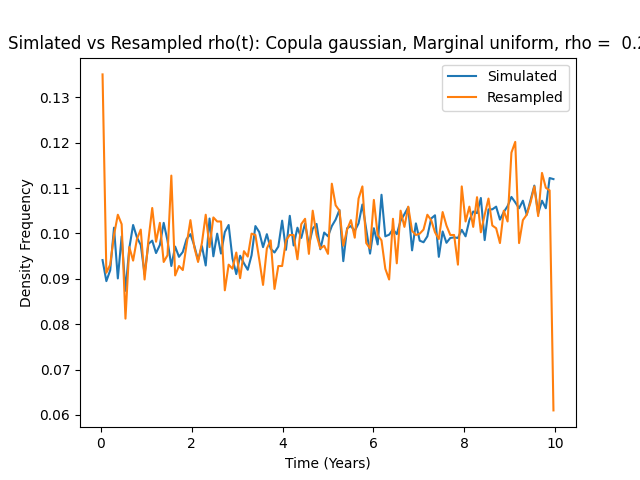 Simlated vs Resampled rho(t): Copula gaussian, Marginal uniform, rho =  0.2
Simulated
Resampled
0.13
0.12
0.11
0.10
0.09
0.08
0.07
0.06
Density Frequency
0 2 4 6 8 10
Time (Years)